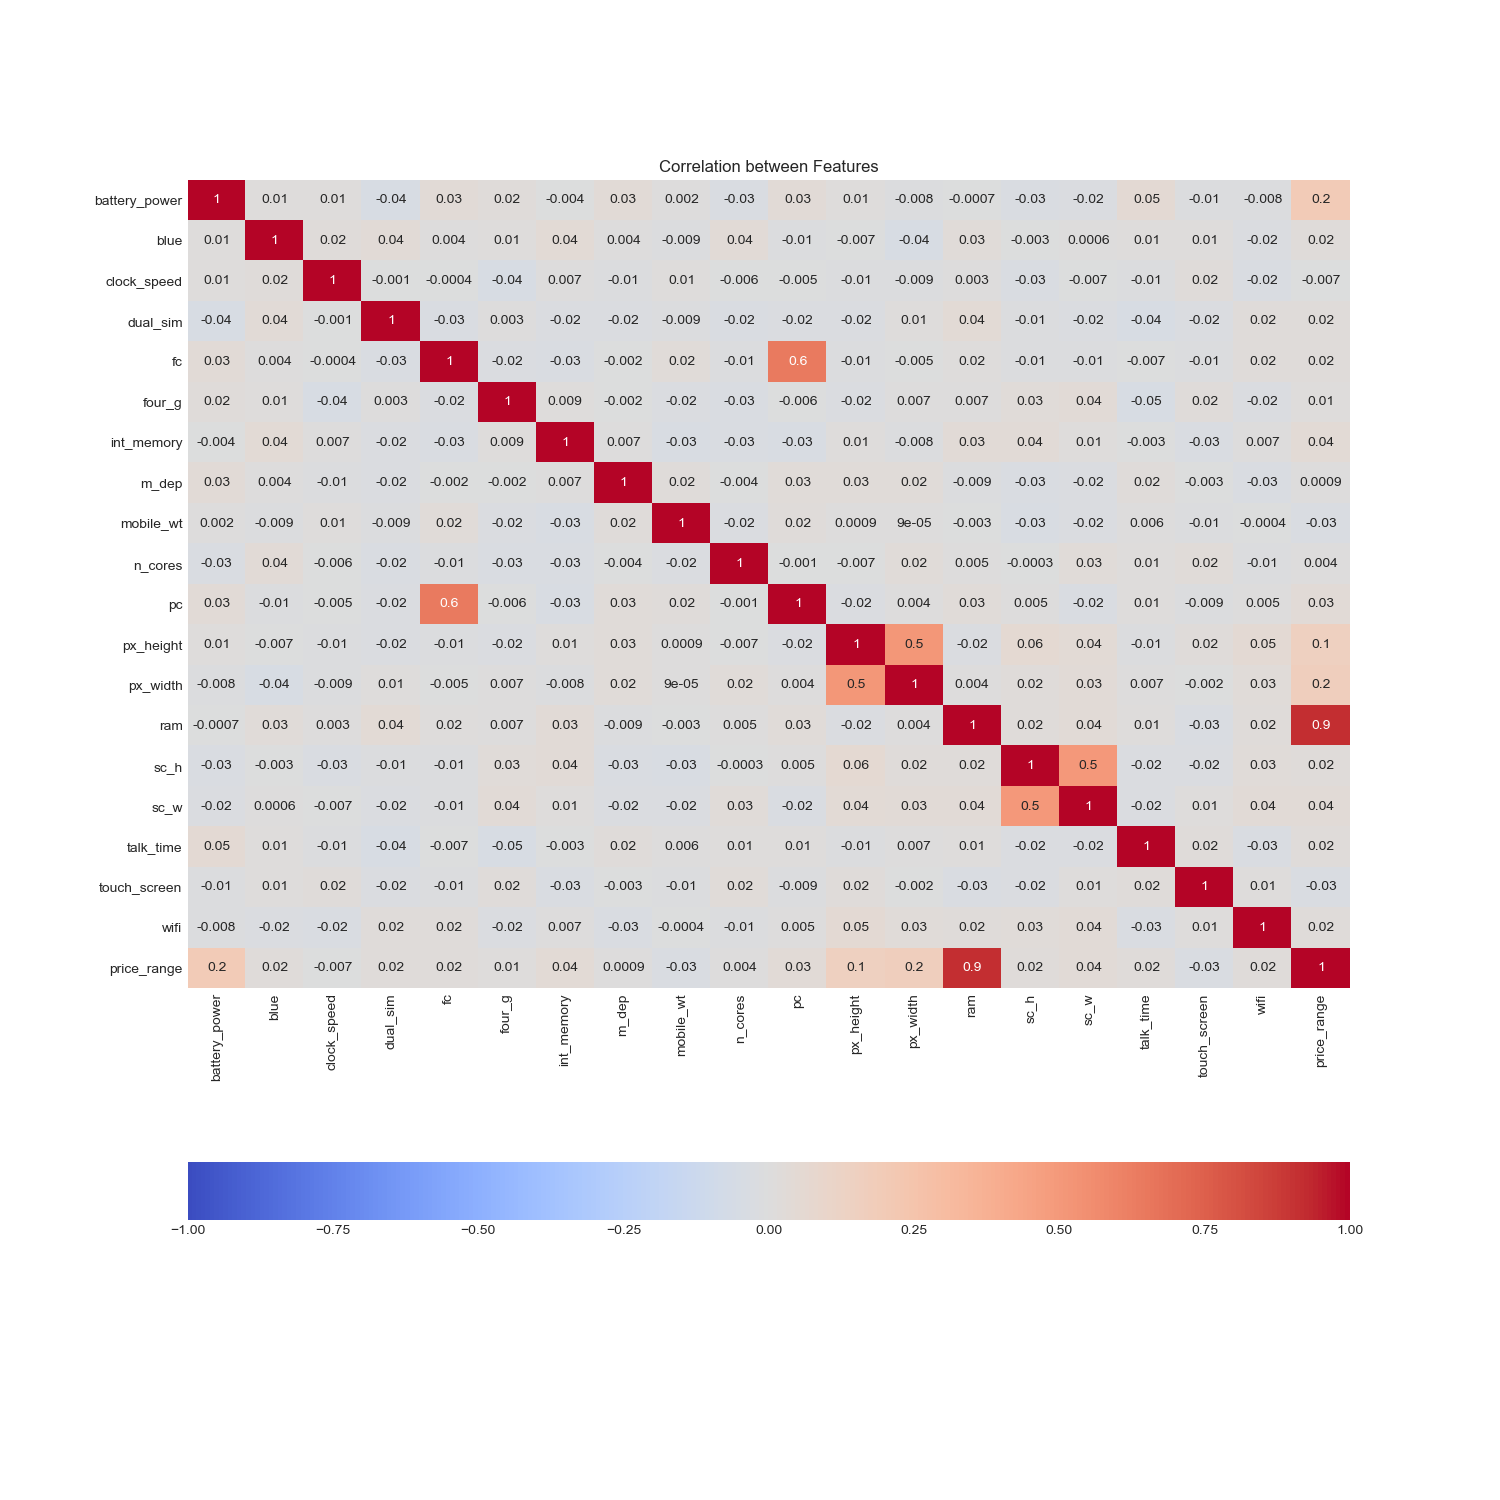 Correlation between Features
battery_power 1 0.01 0.01 -0.04 0.03 0.02 -0.004 0.03 0.002 -0.03 0.03 0.01 -0.008 -0.0007 -0.03 -0.02 0.05 -0.01 -0.008 0.2
blue 0.01 1 0.02 0.04 0.004 0.01 0.04 0.004 -0.009 0.04 -0.01 -0.007 -0.04 0.03 -0.003 0.0006 0.01 0.01 -0.02 0.02
clock_speed 0.01 0.02 1 -0.001 -0.0004 -0.04 0.007 -0.01 0.01 -0.006 -0.005 -0.01 -0.009 0.003 -0.03 -0.007 -0.01 0.02 -0.02 -0.007
dual_sim -0.04 0.04 -0.001 1 -0.03 0.003 -0.02 -0.02 -0.009 -0.02 -0.02 -0.02 0.01 0.04 -0.01 -0.02 -0.04 -0.02 0.02 0.02
fc 0.03 0.004 -0.0004 -0.03 1 -0.02 -0.03 -0.002 0.02 -0.01 0.6 -0.01 -0.005 0.02 -0.01 -0.01 -0.007 -0.01 0.02 0.02
four_g 0.02 0.01 -0.04 0.003 -0.02 1 0.009 -0.002 -0.02 -0.03 -0.006 -0.02 0.007 0.007 0.03 0.04 -0.05 0.02 -0.02 0.01
int_memory -0.004 0.04 0.007 -0.02 -0.03 0.009 1 0.007 -0.03 -0.03 -0.03 0.01 -0.008 0.03 0.04 0.01 -0.003 -0.03 0.007 0.04
m_dep 0.03 0.004 -0.01 -0.02 -0.002 -0.002 0.007 1 0.02 -0.004 0.03 0.03 0.02 -0.009 -0.03 -0.02 0.02 -0.003 -0.03 0.0009
mobile_wt 0.002 -0.009 0.01 -0.009 0.02 -0.02 -0.03 0.02 1 -0.02 0.02 0.0009 9e-05 -0.003 -0.03 -0.02 0.006 -0.01 -0.0004 -0.03
n_cores -0.03 0.04 -0.006 -0.02 -0.01 -0.03 -0.03 -0.004 -0.02 1 -0.001 -0.007 0.02 0.005 -0.0003 0.03 0.01 0.02 -0.01 0.004
pc 0.03 -0.01 -0.005 -0.02 0.6 -0.006 -0.03 0.03 0.02 -0.001 1 -0.02 0.004 0.03 0.005 -0.02 0.01 -0.009 0.005 0.03
px_height 0.01 -0.007 -0.01 -0.02 -0.01 -0.02 0.01 0.03 0.0009 -0.007 -0.02 1 0.5 -0.02 0.06 0.04 -0.01 0.02 0.05 0.1
px_width -0.008 -0.04 -0.009 0.01 -0.005 0.007 -0.008 0.02 9e-05 0.02 0.004 0.5 1 0.004 0.02 0.03 0.007 -0.002 0.03 0.2
ram -0.0007 0.03 0.003 0.04 0.02 0.007 0.03 -0.009 -0.003 0.005 0.03 -0.02 0.004 1 0.02 0.04 0.01 -0.03 0.02 0.9
sc_h -0.03 -0.003 -0.03 -0.01 -0.01 0.03 0.04 -0.03 -0.03 -0.0003 0.005 0.06 0.02 0.02 1 0.5 -0.02 -0.02 0.03 0.02
sc_w -0.02 0.0006 -0.007 -0.02 -0.01 0.04 0.01 -0.02 -0.02 0.03 -0.02 0.04 0.03 0.04 0.5 1 -0.02 0.01 0.04 0.04
talk_time 0.05 0.01 -0.01 -0.04 -0.007 -0.05 -0.003 0.02 0.006 0.01 0.01 -0.01 0.007 0.01 -0.02 -0.02 1 0.02 -0.03 0.02
touch_screen -0.01 0.01 0.02 -0.02 -0.01 0.02 -0.03 -0.003 -0.01 0.02 -0.009 0.02 -0.002 -0.03 -0.02 0.01 0.02 1 0.01 -0.03
wifi -0.008 -0.02 -0.02 0.02 0.02 -0.02 0.007 -0.03 -0.0004 -0.01 0.005 0.05 0.03 0.02 0.03 0.04 -0.03 0.01 1 0.02
price_range 0.2 0.02 -0.007 0.02 0.02 0.01 0.04 0.0009 -0.03 0.004 0.03 0.1 0.2 0.9 0.02 0.04 0.02 -0.03 0.02 1
battery_power blue clock_speed dual_sim fc four_g int_memory m_dep mobile_wt n_cores pc px_height px_width ram sc_h sc_w talk_time touch_screen wifi price_range
−1.00 −0.75 −0.50 −0.25 0.00 0.25 0.50 0.75 1.00